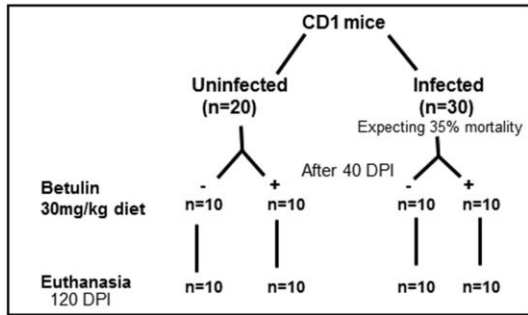 CD1 mice
Uninfected
(n=20)
Infected
(n=30)
Expecting 35% mortality
After 40 DPI
Betulin
30mg/kg diet
- + - +
n=10 n=10 n=10 n=10
Euthanasia
120 DPI
n=10 n=10 n=10 n=10